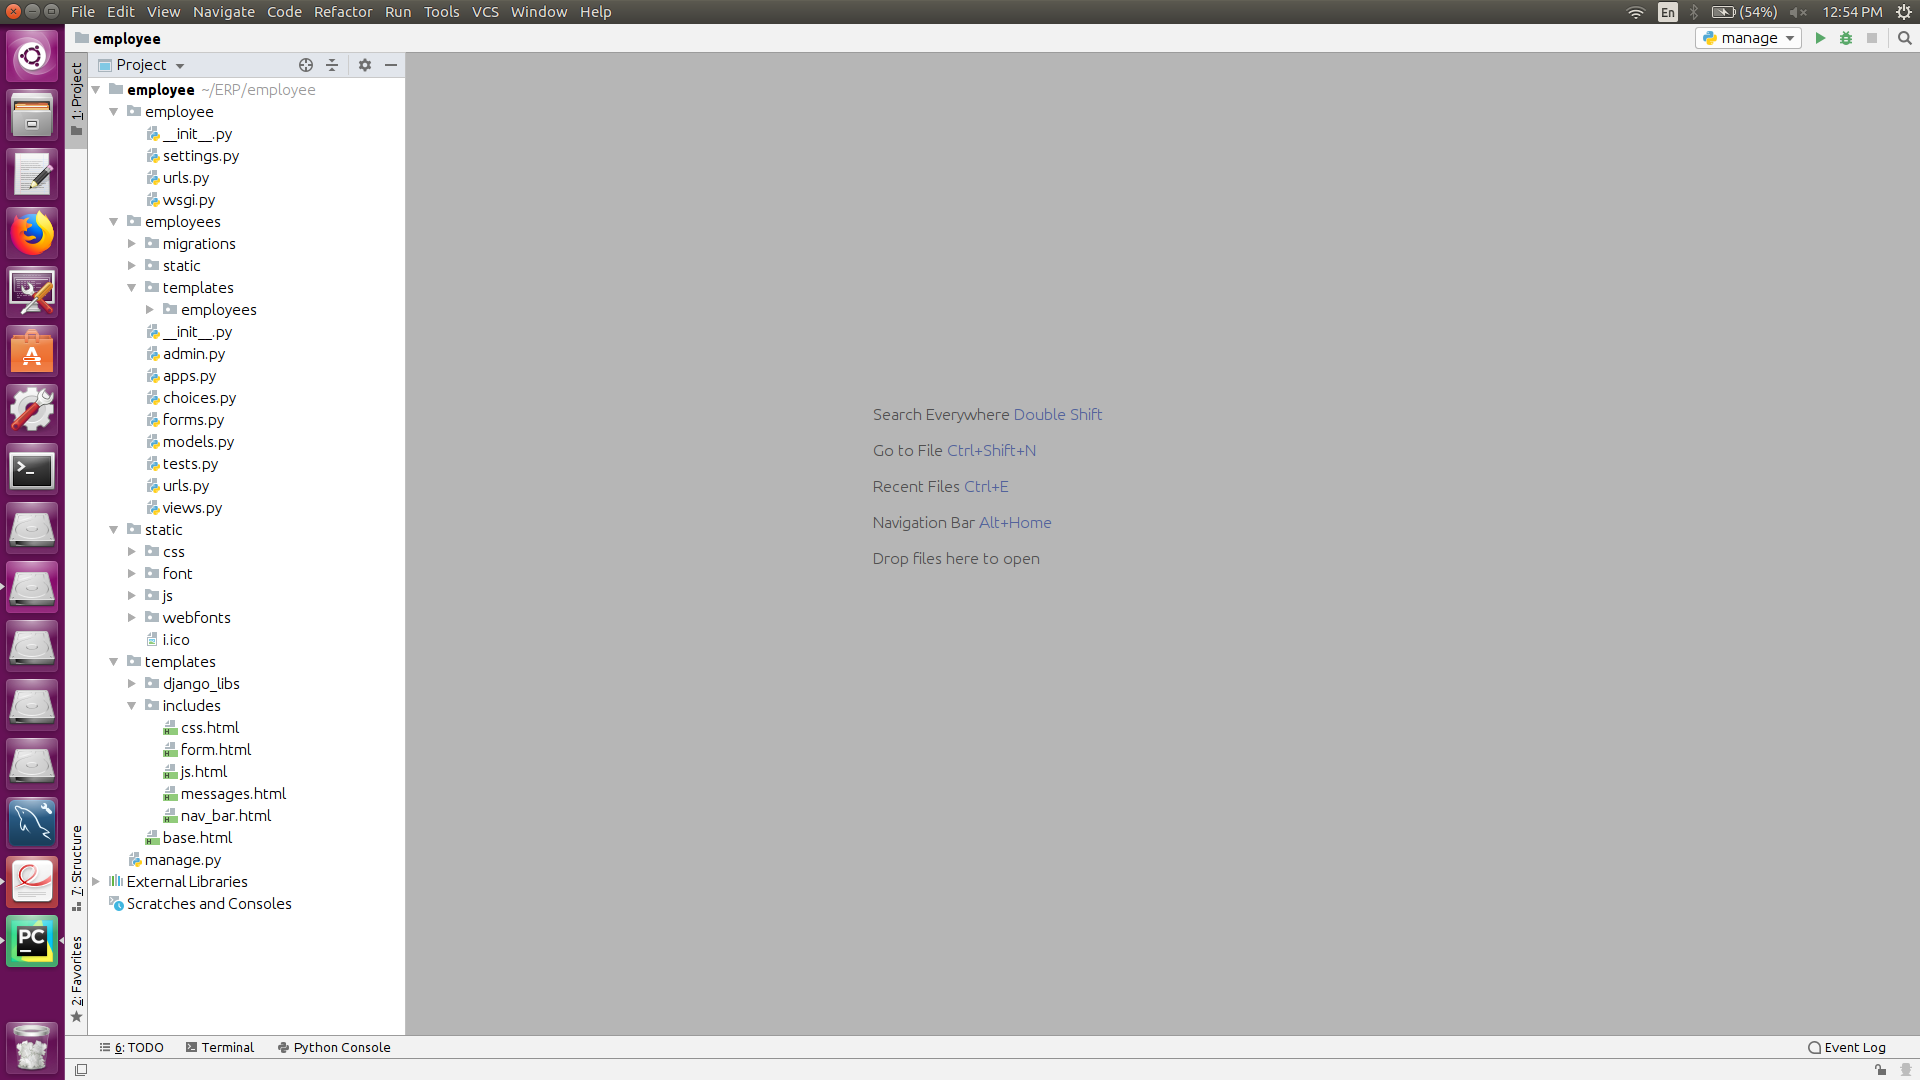 File Edit View Navigate Code Refactor Run Tools VCS Window Help
En (54%) 12:54 PM
employee
manage
1: Project
Project
employee ~/ERP/employee
employee
__init__.py
settings.py
urls.py
wsgi.py
employees
migrations
static
templates
employees
__init__.py
admin.py
apps.py
choices.py
forms.py
models.py
tests.py
urls.py
views.py
static
css
font
js
webfonts
i.ico
templates
django_libs
includes
css.html
form.html
js.html
messages.html
nav_bar.html
base.html
manage.py
External Libraries
Scratches and Consoles
Search Everywhere Double Shift
Go to File Ctrl+Shift+N
Recent Files Ctrl+E
Navigation Bar Alt+Home
Drop files here to open
7: Structure
2: Favorites
PC
6: TODO Terminal Python Console
Event Log